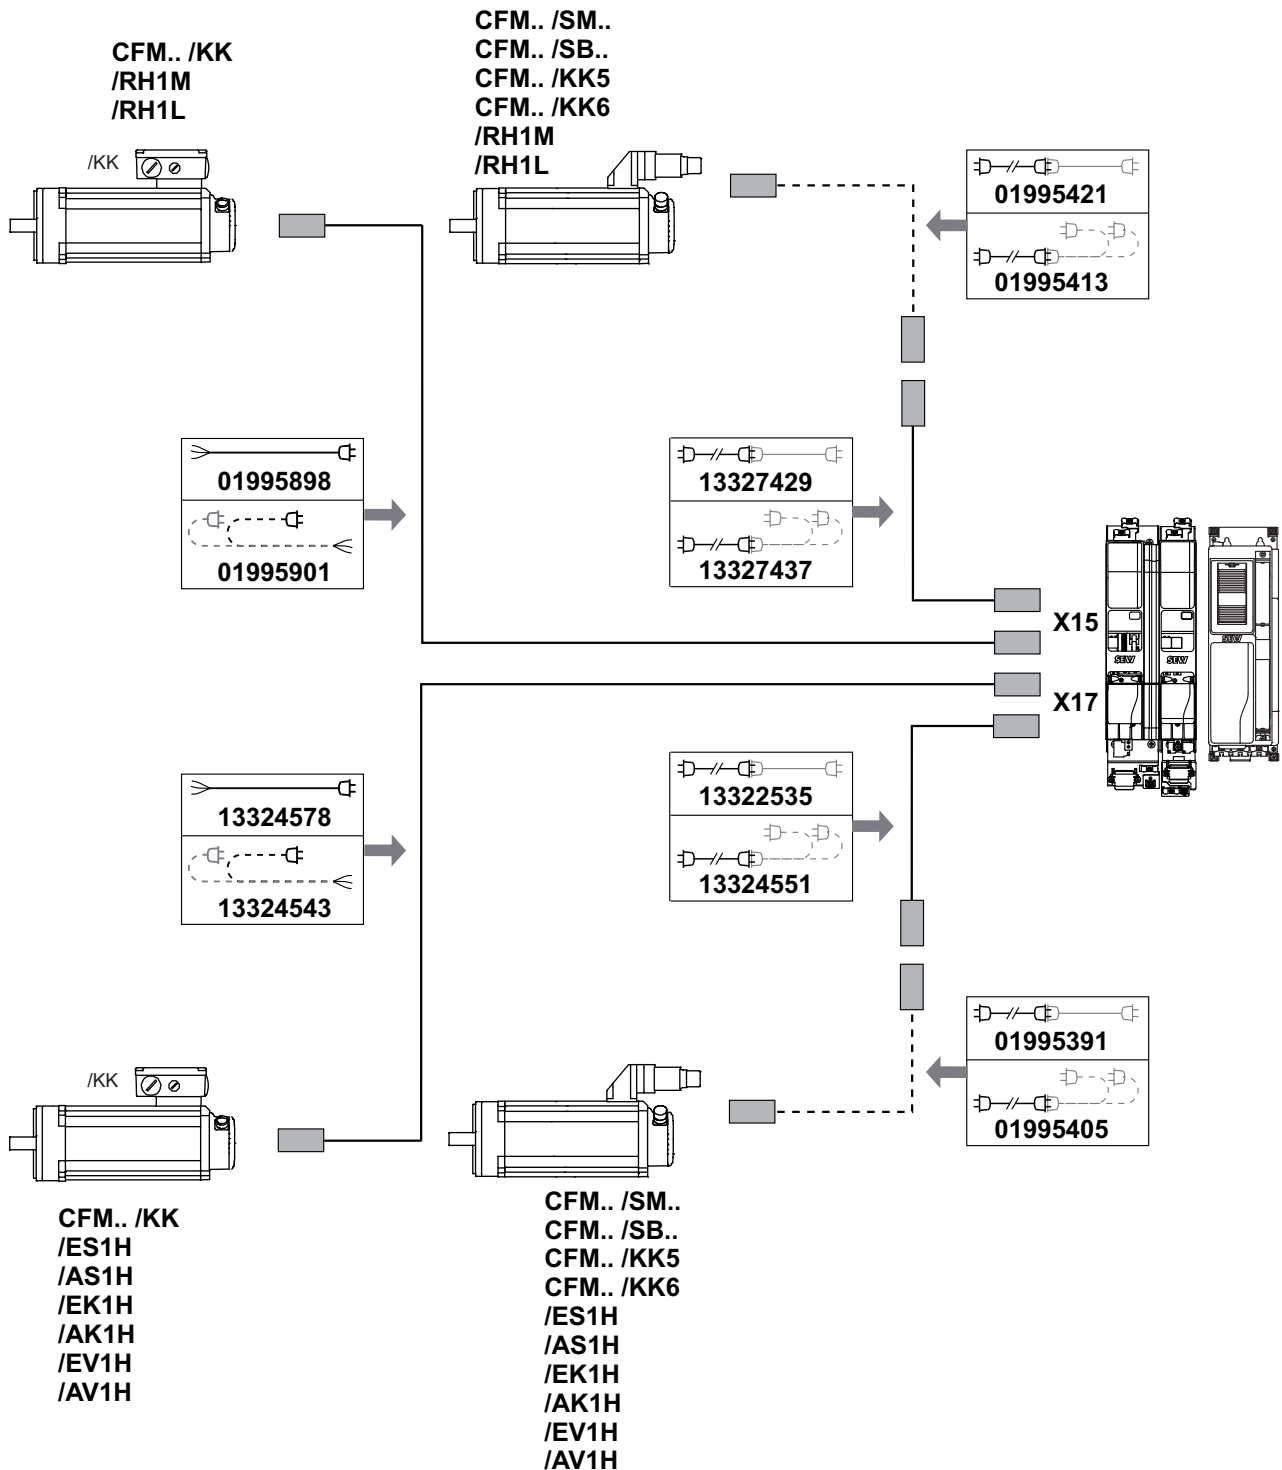 CFM.. /KK
/RH1M
/RH1L
/KK
CFM.. /SM..
CFM.. /SB..
CFM.. /KK5
CFM.. /KK6
/RH1M
/RH1L
01995421
01995413
01995898
01995901
13327429
13327437
X15
X17
SEW
SEW
SEW
13324578
13324543
13322535
13324551
01995391
01995405
/KK
CFM.. /KK
/ES1H
/AS1H
/EK1H
/AK1H
/EV1H
/AV1H
CFM.. /SM..
CFM.. /SB..
CFM.. /KK5
CFM.. /KK6
/ES1H
/AS1H
/EK1H
/AK1H
/EV1H
/AV1H